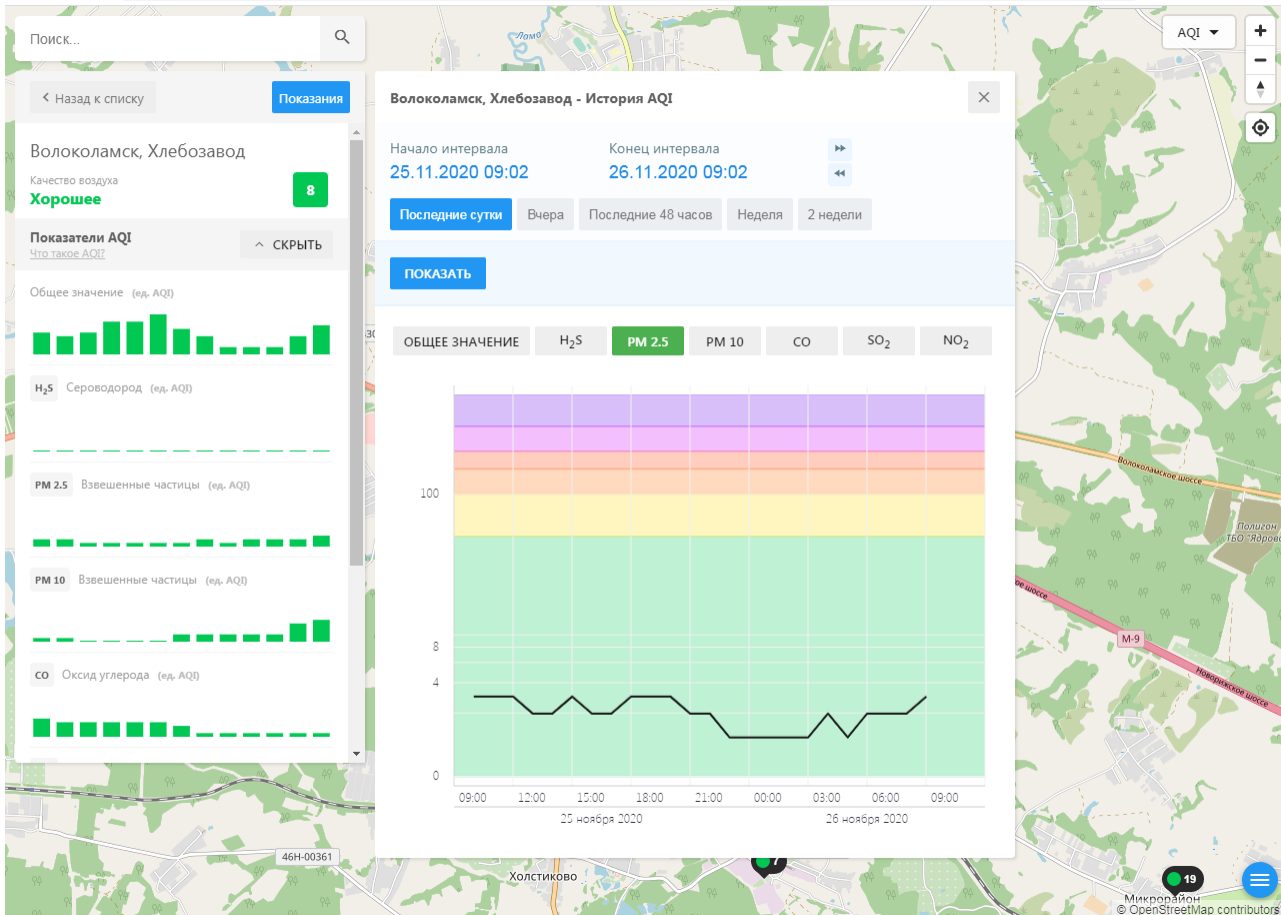 Поиск...
AQI
Ломо
Назад к списку
Показания
Волоколамск, Хлебозавод - История AQI
Волоколамск, Хлебозавод
Качество воздуха
Хорошее
8
Начало интервала
Конец интервала
25.11.2020 09:02
26.11.2020 09:02
Последние сутки
Вчера
Последние 48 часов
Неделя
2 недели
Показатели AQI
Что такое AQI?
СКРЫТЬ
ПОКАЗАТЬ
Общее значение (ед. AQI)
ОБЩЕЕ ЗНАЧЕНИЕ
H2S
PM 2.5
PM 10
CO
SO2
NO2
H2S Сероводород (ед. AQI)
PM 2.5 Взвешенные частицы (ед. AQI)
PM 10 Взвешенные частицы (ед. AQI)
CO Оксид углерода (ед. AQI)
100
8
4
0
09:00 12:00 15:00 18:00 21:00 00:00 03:00 06:00 09:00
25 ноября 2020
26 ноября 2020
Волоколамское шоссе
Полигон
ТБО "Ядрово
М-9
Новорижское шоссе
ое шоссе
46Н-00361
Холстиково
7
19
Микрорайон
© OpenStreetMap contributors